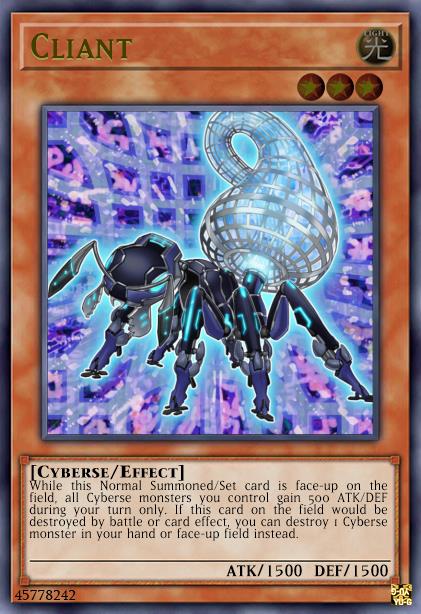 CLIANT
LIGHT
光
[CYBERSE/EFFECT]
While this Normal Summoned/Set card is face-up on the
field, all Cyberse monsters you control gain 500 ATK/DEF
during your turn only. If this card on the field would be
destroyed by battle or card effect, you can destroy 1 Cyberse
monster in your hand or face-up field instead.
ATK/1500 DEF/1500
45778242